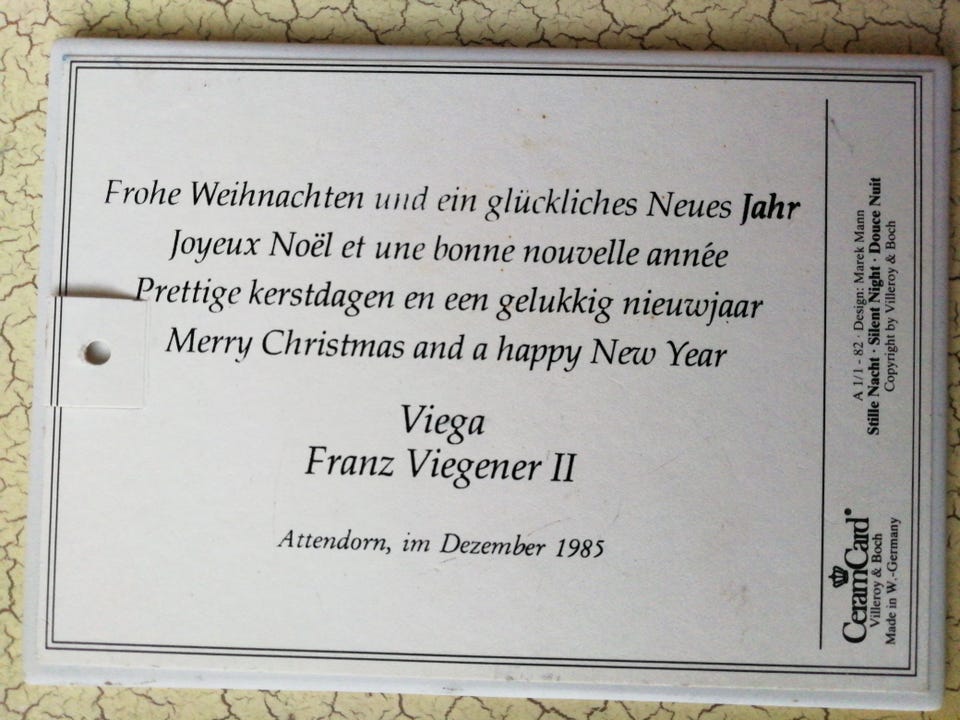 Frohe Weihnachten und ein glückliches Neues Jahr
Joyeux Noël et une bonne nouvelle année
Prettige kerstdagen en een gelukkig nieuwjaar
Merry Christmas and a happy New Year
Viega
Franz Viegener II
Attendorn, im Dezember 1985
A 1/1 - 82 · Design: Marek Mann
Stille Nacht · Silent Night · Douce Nuit
Copyright by Villeroy & Boch
CeramCard®
Villeroy & Boch
Made in W.-Germany